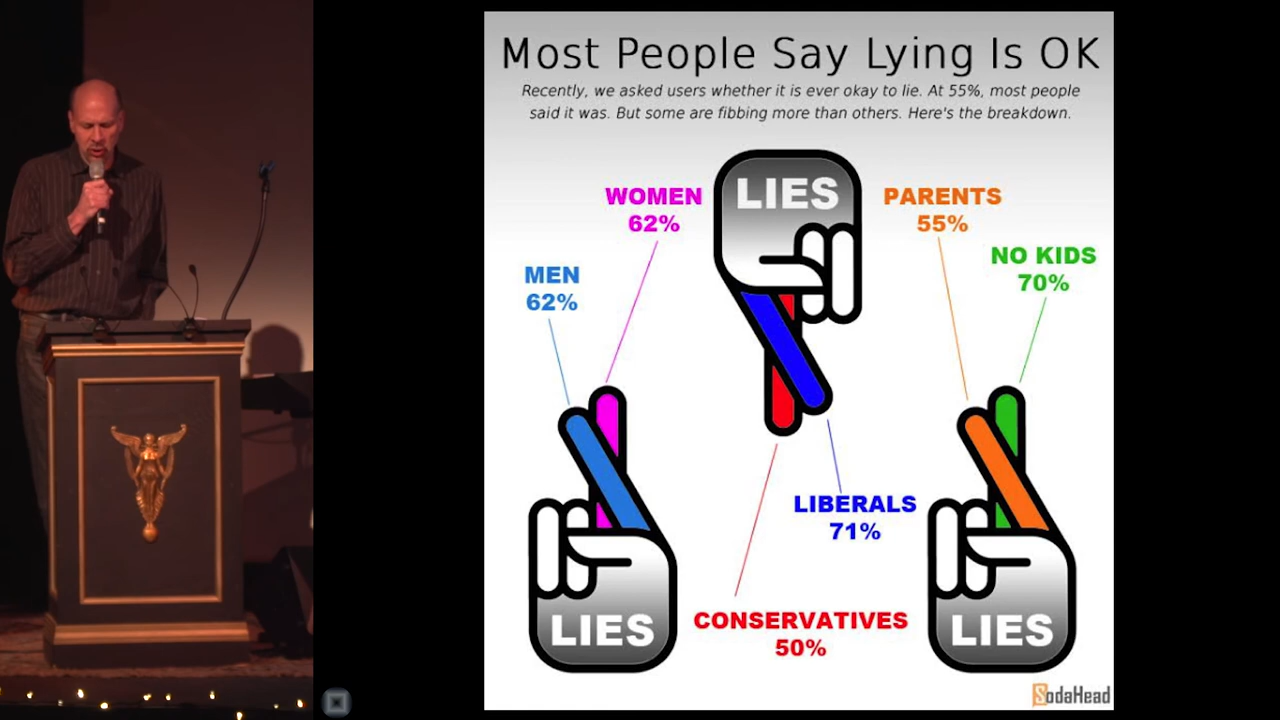 Most People Say Lying Is OK
Recently, we asked users whether it is ever okay to lie. At 55%, most people
said it was. But some are fibbing more than others. Here's the breakdown.
WOMEN
62%
LIES
PARENTS
55%
NO KIDS
70%
MEN
62%
LIBERALS
71%
CONSERVATIVES
50%
LIES
LIES
SodaHead